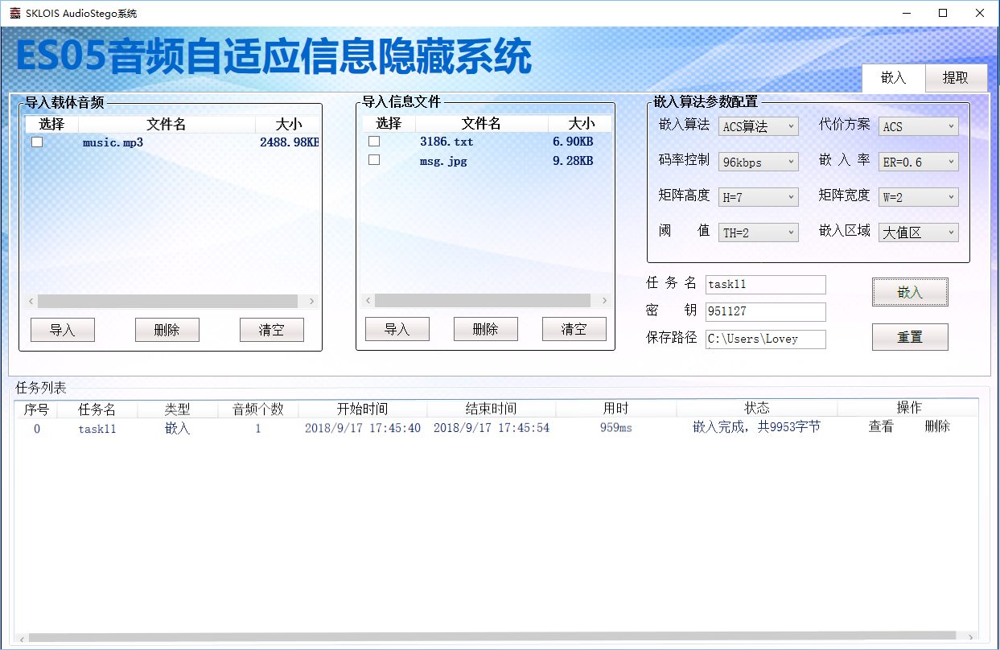 SKLOIS AudioStego系统
ES05音频自适应信息隐藏系统
嵌入 提取
导入载体音频
选择 文件名 大小
music.mp3 2488.98KB
导入 删除 清空
导入信息文件
选择 文件名 大小
3186.txt 6.90KB
msg.jpg 9.28KB
导入 删除 清空
嵌入算法参数配置
嵌入算法 ACS算法 代价方案 ACS
码率控制 96kbps 嵌入率 ER=0.6
矩阵高度 H=7 矩阵宽度 W=2
阈值 TH=2 嵌入区域 大值区
任务名 task11 嵌入
密钥 951127
保存路径 C:\Users\Lovey 重置
任务列表
序号 任务名 类型 音频个数 开始时间 结束时间 用时 状态 操作
0 task11 嵌入 1 2018/9/17 17:45:40 2018/9/17 17:45:54 959ms 嵌入完成，共9953字节 查看 删除